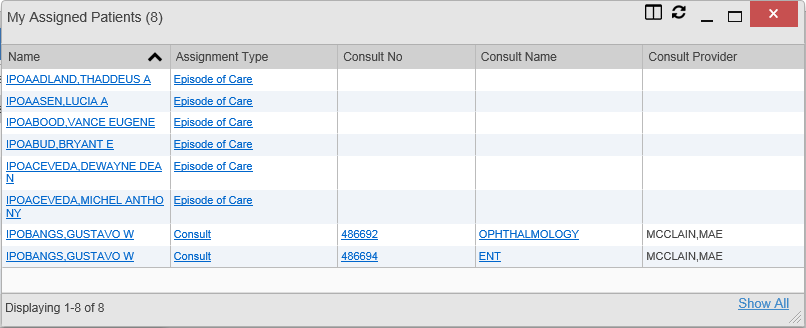 My Assigned Patients (8)
Name Assignment Type Consult No Consult Name Consult Provider
IPOAADLAND,THADDEUS A Episode of Care
IPOAASEN,LUCIA A Episode of Care
IPOABOOD,VANCE EUGENE Episode of Care
IPOABUD,BRYANT E Episode of Care
IPOACEVEDA,DEWAYNE DEA Episode of Care
N
IPOACEVEDA,MICHEL ANTHO Episode of Care
NY
IPOBANGS,GUSTAVO W Consult 486692 OPHTHALMOLOGY MCCLAIN,MAE
IPOBANGS,GUSTAVO W Consult 486694 ENT MCCLAIN,MAE
Displaying 1-8 of 8 Show All